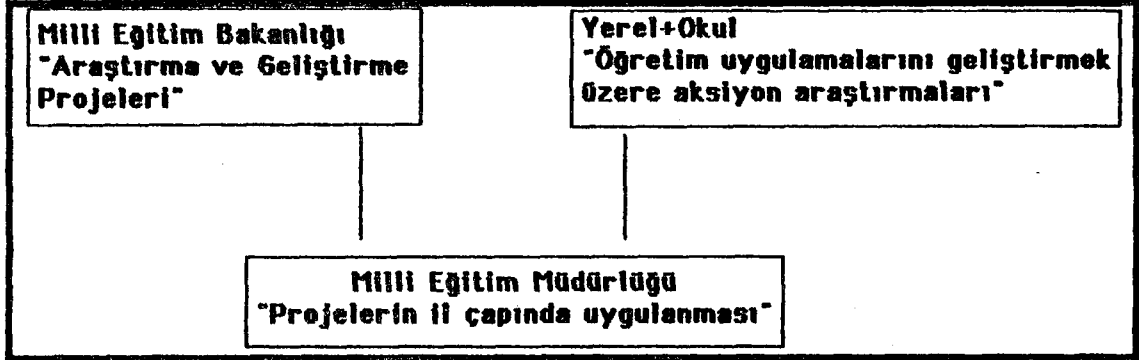 Milli Eğitim Bakanlığı
"Araştırma ve Geliştirme
Projeleri"
Yerel+Okul
"Öğretim uygulamalarını geliştirmek
üzere aksiyon araştırmaları"
Milli Eğitim Müdürlüğü
"Projelerin il çapında uygulanması"